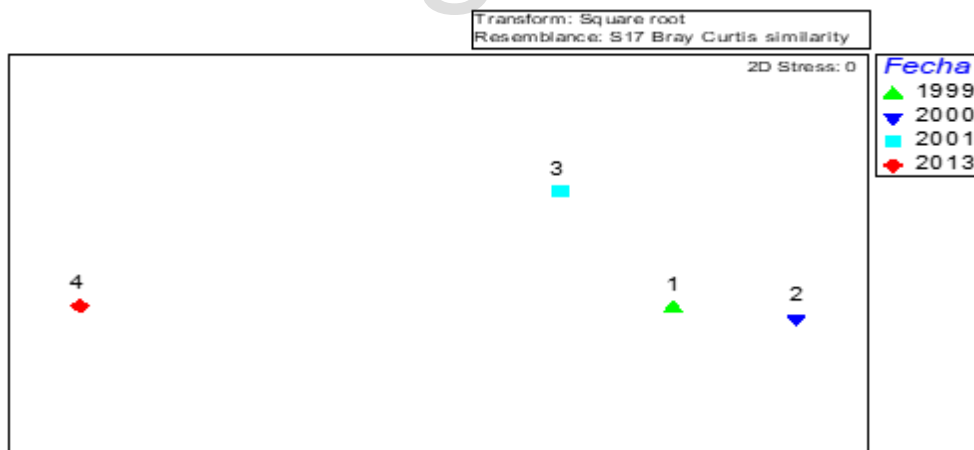 Transform: Square root
Resemblance: S17 Bray Curtis similarity
2D Stress: 0
Fecha
1999
2000
2001
2013
3
4
1
2